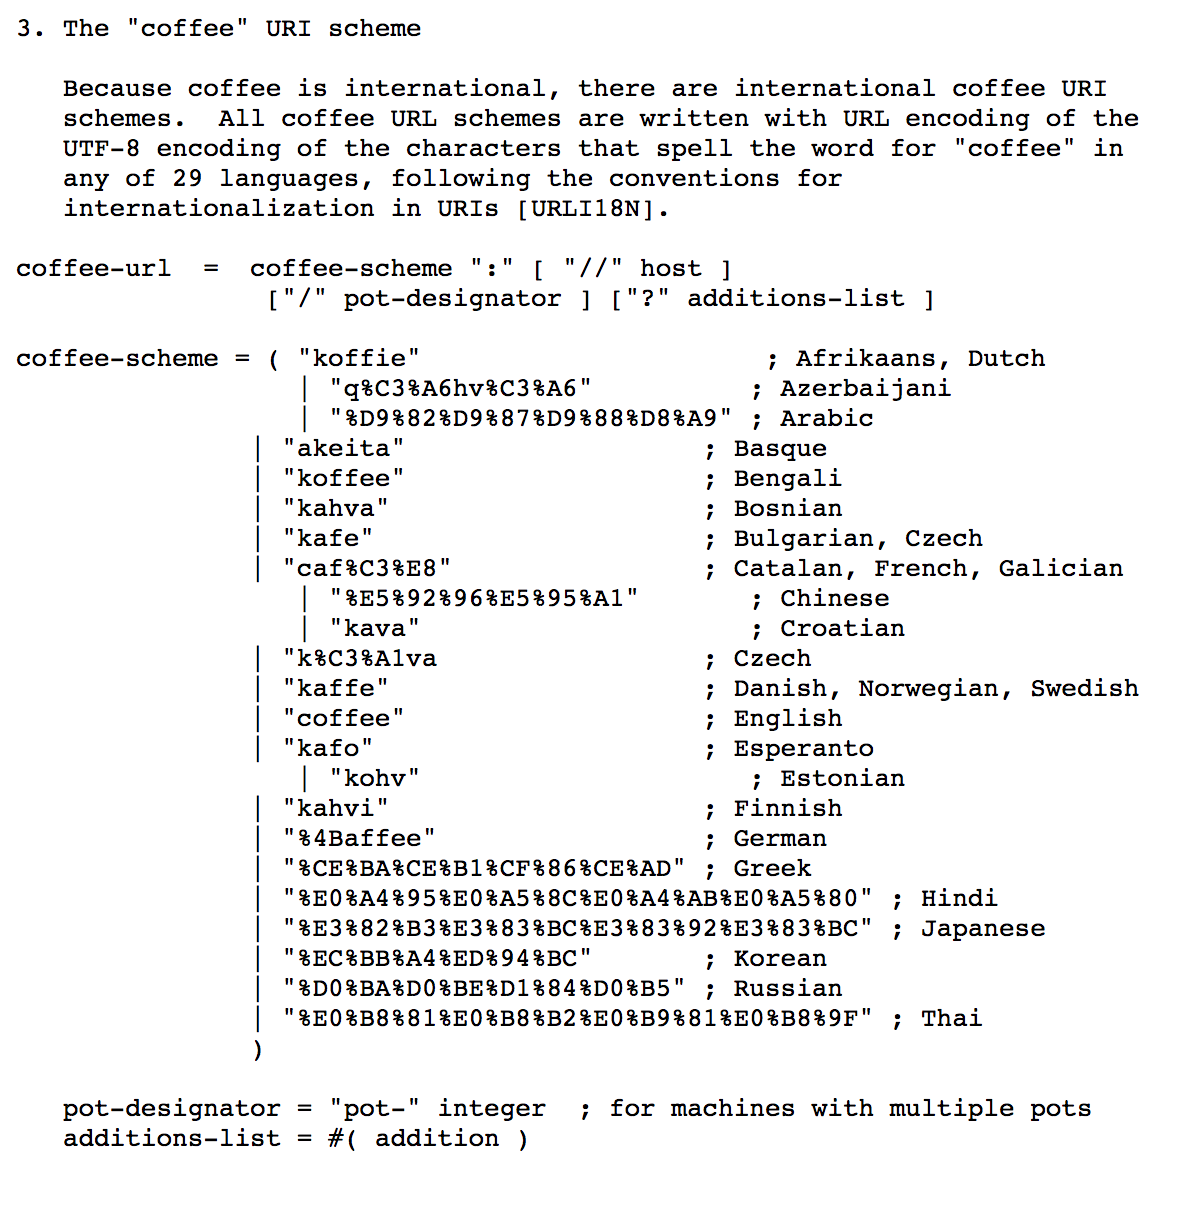 3. The "coffee" URI scheme
Because coffee is international, there are international coffee URI
schemes.  All coffee URL schemes are written with URL encoding of the
UTF-8 encoding of the characters that spell the word for "coffee" in
any of 29 languages, following the conventions for
internationalization in URIs [URLI18N].
coffee-url  =  coffee-scheme ":" [ "//" host ]
["/" pot-designator ] ["?" additions-list ]
coffee-scheme = ( "koffie"                      ; Afrikaans, Dutch
| "q%C3%A6hv%C3%A6"          ; Azerbaijani
| "%D9%82%D9%87%D9%88%D8%A9" ; Arabic
| "akeita"                   ; Basque
| "koffee"                   ; Bengali
| "kahva"                    ; Bosnian
| "kafe"                     ; Bulgarian, Czech
| "caf%C3%E8"                ; Catalan, French, Galician
| "%E5%92%96%E5%95%A1"       ; Chinese
| "kava"                     ; Croatian
| "k%C3%A1va                 ; Czech
| "kaffe"                    ; Danish, Norwegian, Swedish
| "coffee"                   ; English
| "kafo"                     ; Esperanto
| "kohv"                     ; Estonian
| "kahvi"                    ; Finnish
| "%4Baffee"                 ; German
| "%CE%BA%CE%B1%CF%86%CE%AD" ; Greek
| "%E0%A4%95%E0%A5%8C%E0%A4%AB%E0%A5%80" ; Hindi
| "%E3%82%B3%E3%83%BC%E3%83%92%E3%83%BC" ; Japanese
| "%EC%BB%A4%ED%94%BC"       ; Korean
| "%D0%BA%D0%BE%D1%84%D0%B5" ; Russian
| "%E0%B8%81%E0%B8%B2%E0%B9%81%E0%B8%9F" ; Thai
)
pot-designator = "pot-" integer  ; for machines with multiple pots
additions-list = #( addition )